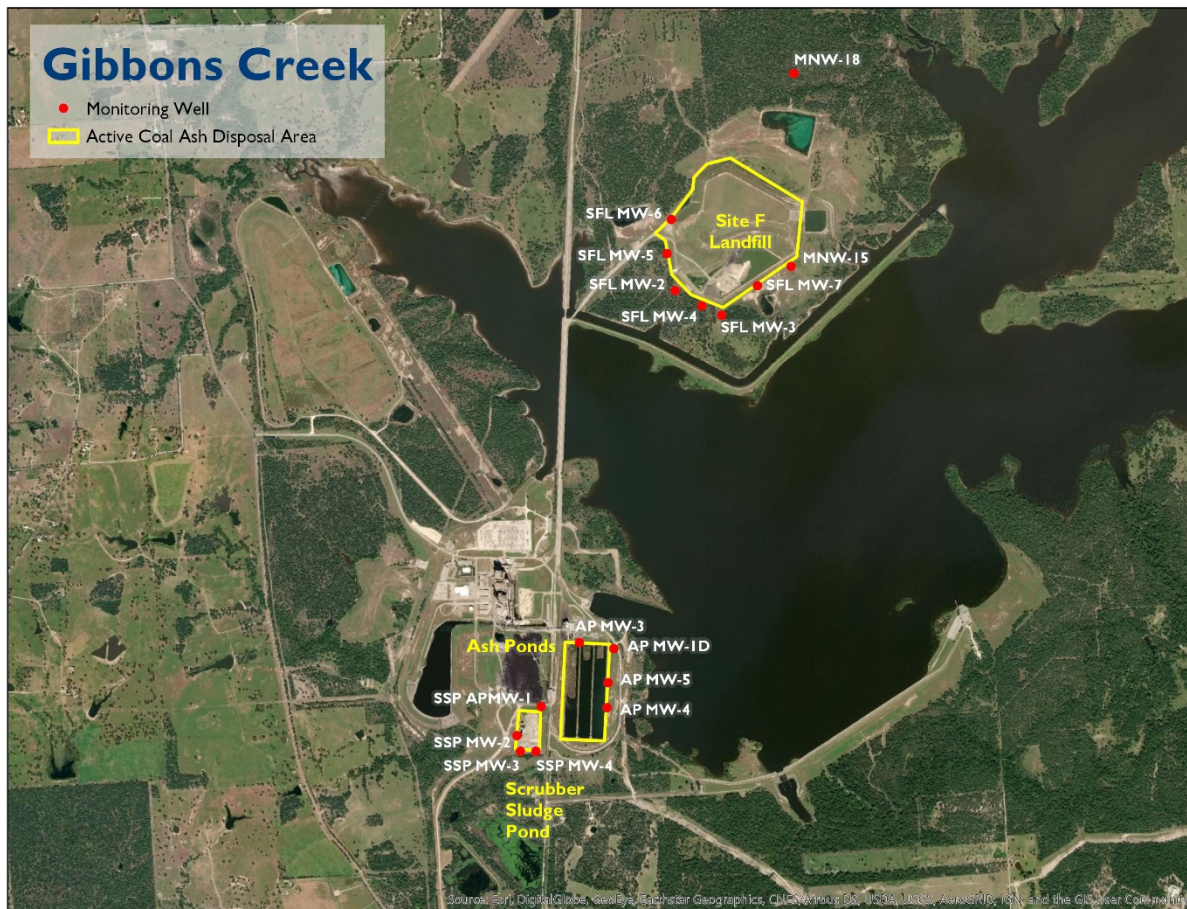 Gibbons Creek
Monitoring Well
Active Coal Ash Disposal Area
MNW-18
SFL MW-6
Site F
Landfill
SFL MW-5
MNW-15
SFL MW-2
SFL MW-7
SFL MW-4
SFL MW-3
AP MW-3
Ash Ponds
AP MW-1D
AP MW-5
SSP APMW-1
AP MW-4
SSP MW-2
SSP MW-3
SSP MW-4
Scrubber
Sludge
Pond
Source: Esri, DigitalGlobe, GeoEye, Earthstar Geographics, CNES/Airbus DS, USDA, USGS, AeroGRID, IGN, and the GIS User Community